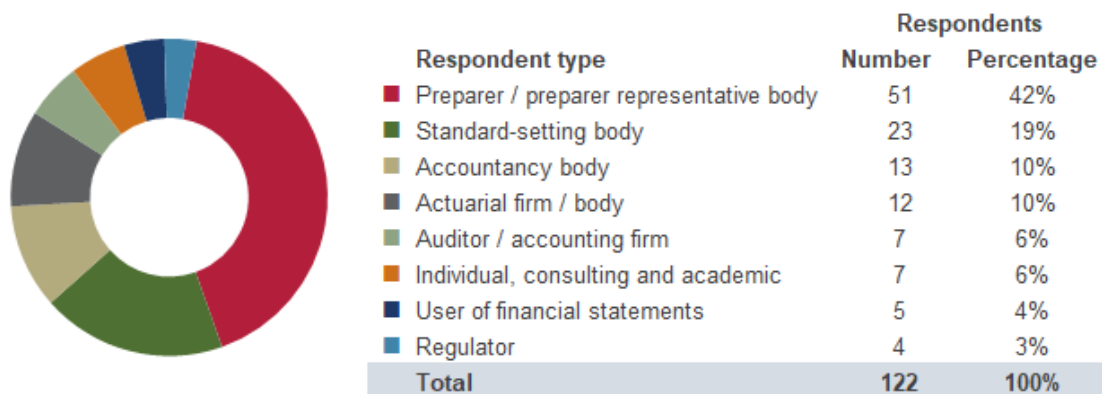 Respondents
Respondent type Number Percentage
Preparer / preparer representative body 51 42%
Standard-setting body 23 19%
Accountancy body 13 10%
Actuarial firm / body 12 10%
Auditor / accounting firm 7 6%
Individual, consulting and academic 7 6%
User of financial statements 5 4%
Regulator 4 3%
Total 122 100%